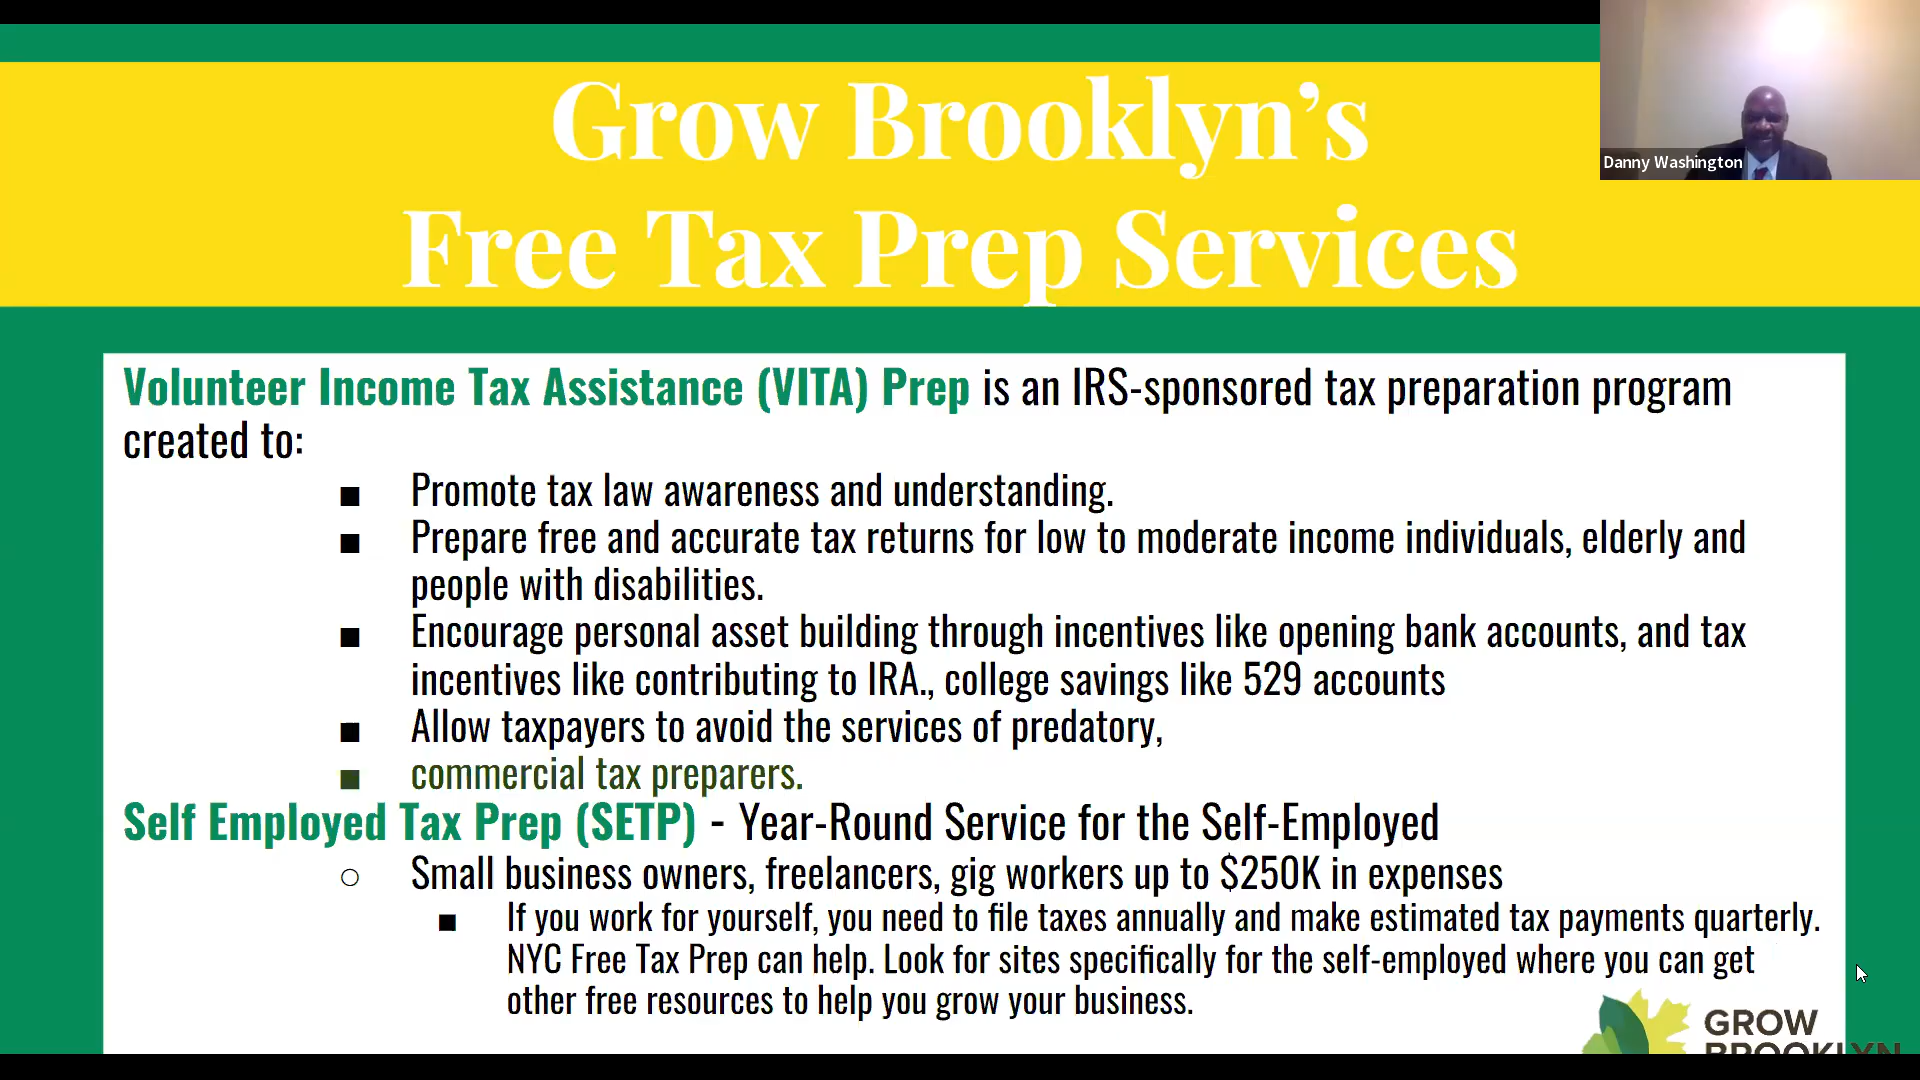 Grow Brooklyn’s
Free Tax Prep Services
Danny Washington
Volunteer Income Tax Assistance (VITA) Prep is an IRS-sponsored tax preparation program
created to:
■ Promote tax law awareness and understanding.
■ Prepare free and accurate tax returns for low to moderate income individuals, elderly and
people with disabilities.
■ Encourage personal asset building through incentives like opening bank accounts, and tax
incentives like contributing to IRA., college savings like 529 accounts
■ Allow taxpayers to avoid the services of predatory,
■ commercial tax preparers.
Self Employed Tax Prep (SETP) - Year-Round Service for the Self-Employed
○ Small business owners, freelancers, gig workers up to $250K in expenses
■ If you work for yourself, you need to file taxes annually and make estimated tax payments quarterly.
NYC Free Tax Prep can help. Look for sites specifically for the self-employed where you can get
other free resources to help you grow your business.
GROW
BROOKLYN